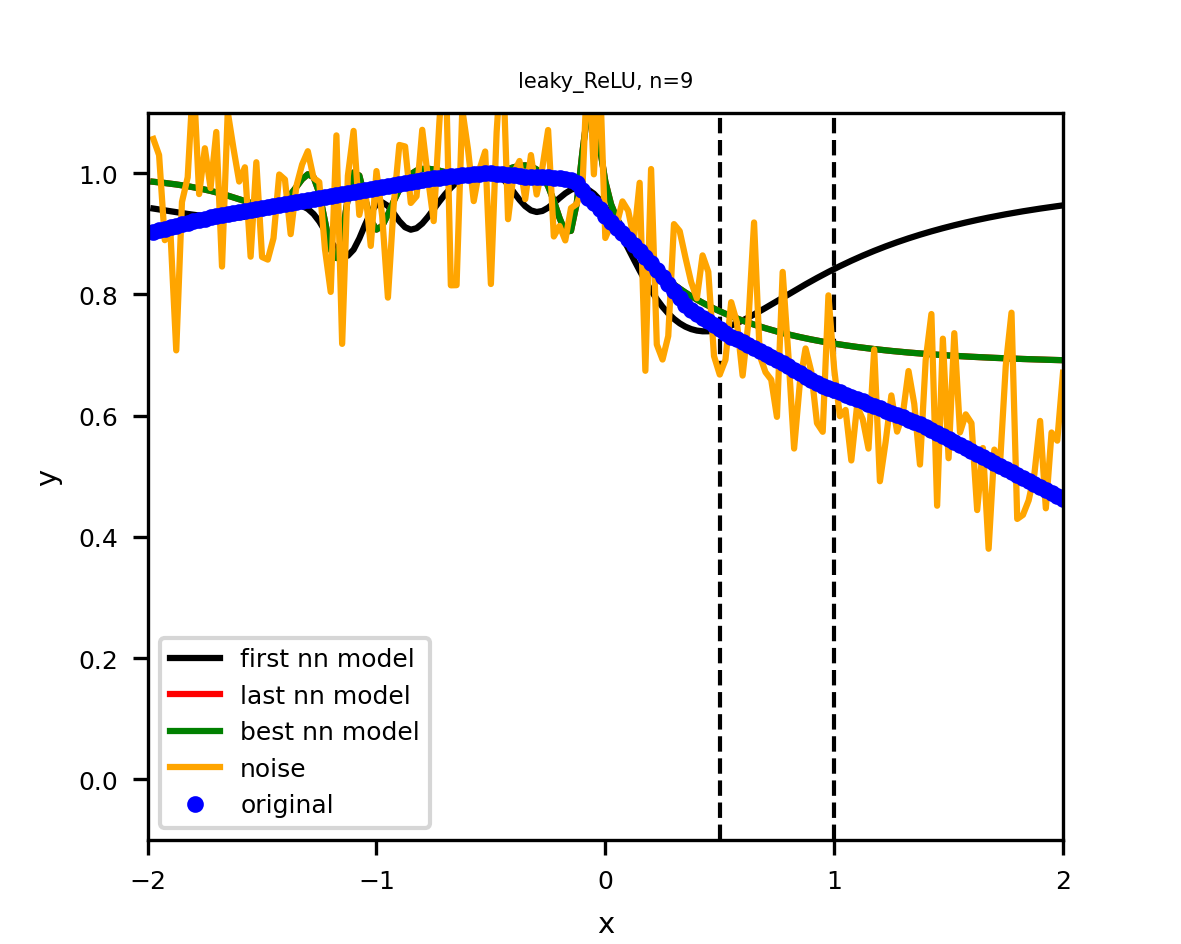 leaky_ReLU, n=9
1.0
0.8
0.6
0.4
0.2
0.0
y
first nn model
last nn model
best nn model
noise
original
−2
−1
0
1
2
x